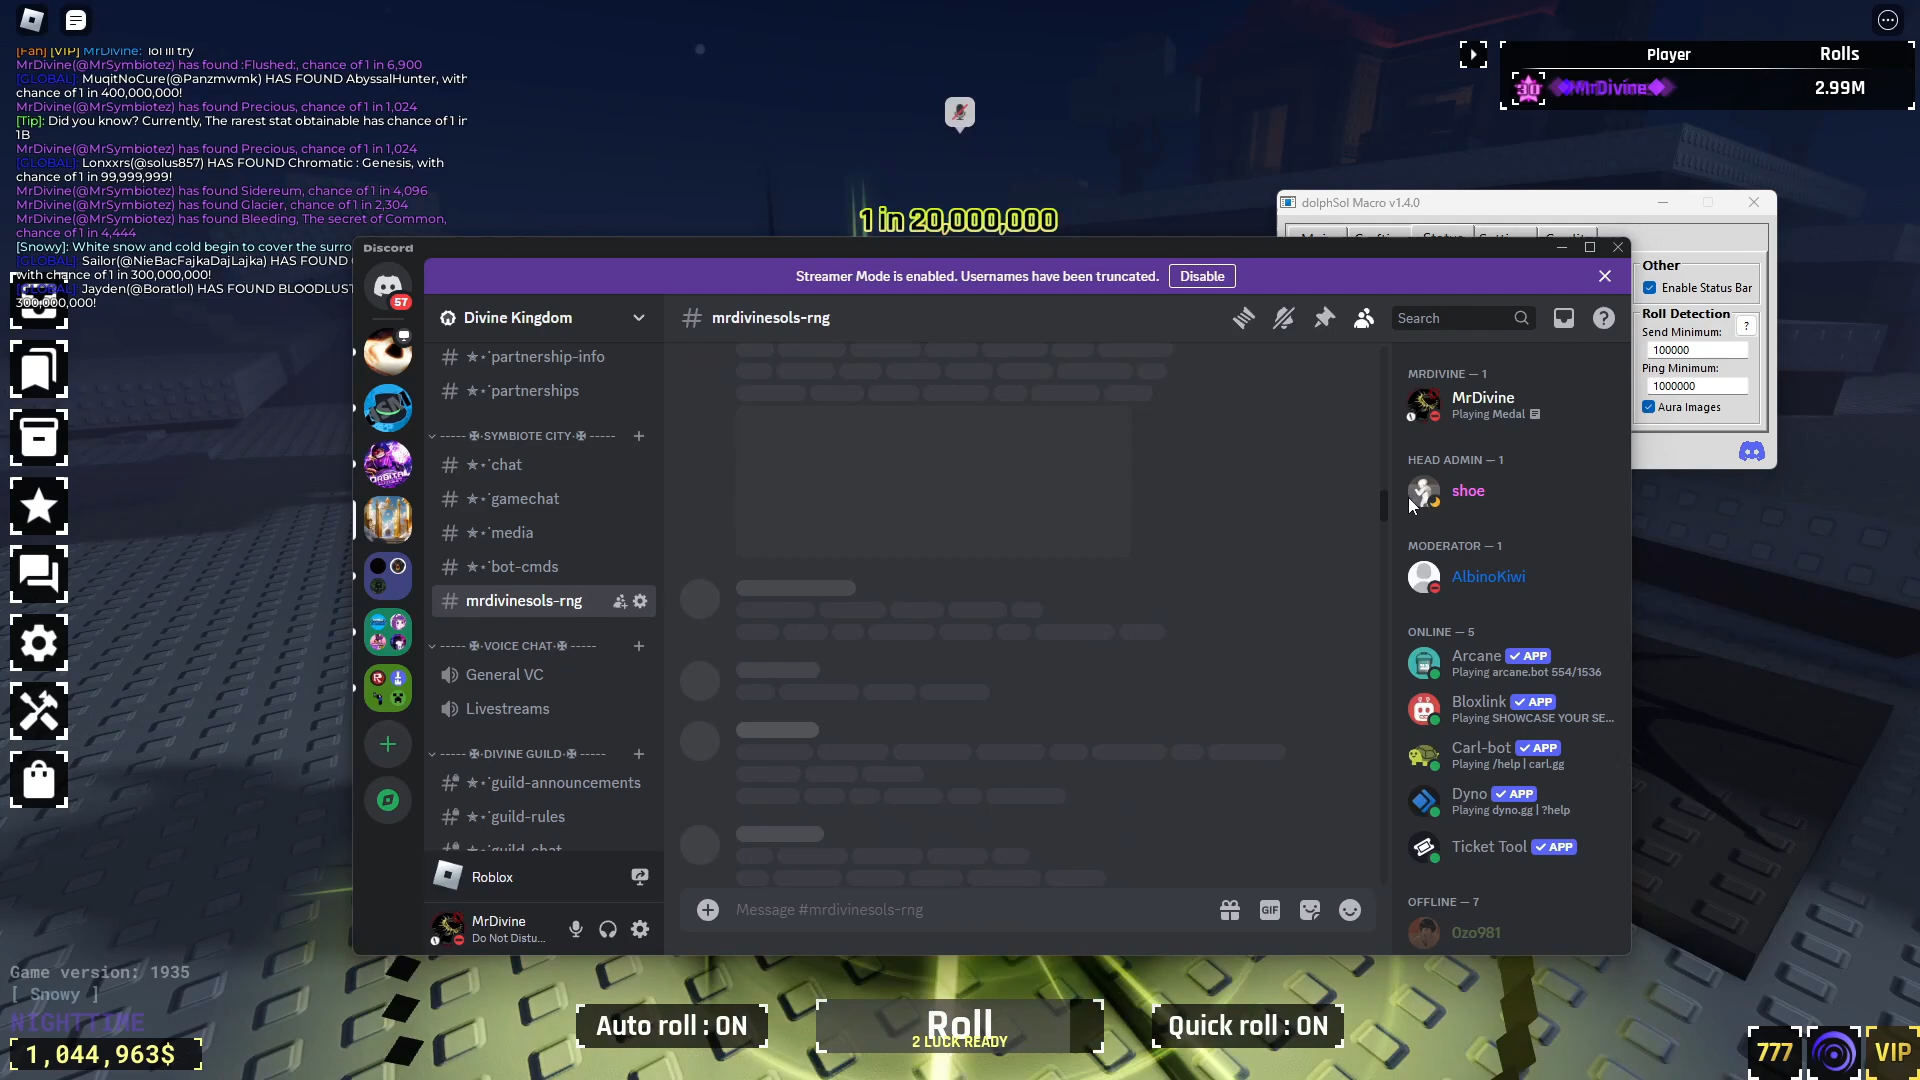 [Fan] [VIP] MrDivine: lol ill try
MrDivine(@MrSymbiotez) has found :Flushed:, chance of 1 in 6,900
[GLOBAL]: MuqitNoCure(@Panzmwmk) HAS FOUND AbyssalHunter, with
chance of 1 in 400,000,000!
MrDivine(@MrSymbiotez) has found Precious, chance of 1 in 1,024
[Tip]: Did you know? Currently, The rarest stat obtainable has chance of 1 in
1B
MrDivine(@MrSymbiotez) has found Precious, chance of 1 in 1,024
[GLOBAL]: Lonxxrs(@solus857) HAS FOUND Chromatic : Genesis, with
chance of 1 in 99,999,999!
MrDivine(@MrSymbiotez) has found Sidereum, chance of 1 in 4,096
MrDivine(@MrSymbiotez) has found Glacier, chance of 1 in 2,304
MrDivine(@MrSymbiotez) has found Bleeding, The secret of Common,
chance of 1 in 4,444
[Snowy]: White snow and cold begin to cover the surro
[GLOBAL]: Sailor(@NieBacFajkaDajLajka) HAS FOUND
with chance of 1 in 300,000,000!
[GLOBAL]: Jayden(@Boratlol) HAS FOUND BLOODLUST
300,000,000!
Player Rolls
30 MrDivine 2.99M
1 in 20,000,000
dolphSol Macro v1.4.0
Status
Other
Enable Status Bar
Roll Detection
Send Minimum:
?
100000
Ping Minimum:
1000000
Aura Images
Discord
57
Streamer Mode is enabled. Usernames have been truncated. Disable
Divine Kingdom
mrdivinesols-rng
Search
★•˙partnership-info
★•˙partnerships
----- ✠·SYMBIOTE CITY·✠ -----
★•˙chat
★•˙gamechat
★•˙media
★•˙bot-cmds
mrdivinesols-rng
----- ✠·VOICE CHAT·✠ -----
General VC
Livestreams
----- ✠·DIVINE GUILD·✠ -----
★•˙guild-announcements
★•˙guild-rules
★•˙guild-chat
Roblox
MrDivine
Do Not Distu...
Message #mrdivinesols-rng
GIF
MRDIVINE — 1
MrDivine
Playing Medal
HEAD ADMIN — 1
shoe
MODERATOR — 1
AlbinoKiwi
ONLINE — 5
Arcane APP
Playing arcane.bot 554/1536
Bloxlink APP
Playing SHOWCASE YOUR SE...
Carl-bot APP
Playing /help | carl.gg
Dyno APP
Playing dyno.gg | ?help
Ticket Tool APP
OFFLINE — 7
0zo981
Game version: 1935
[ Snowy ]
NIGHTTIME
1,044,963$
Auto roll : ON
Roll
2 LUCK READY
Quick roll : ON
777
VIP